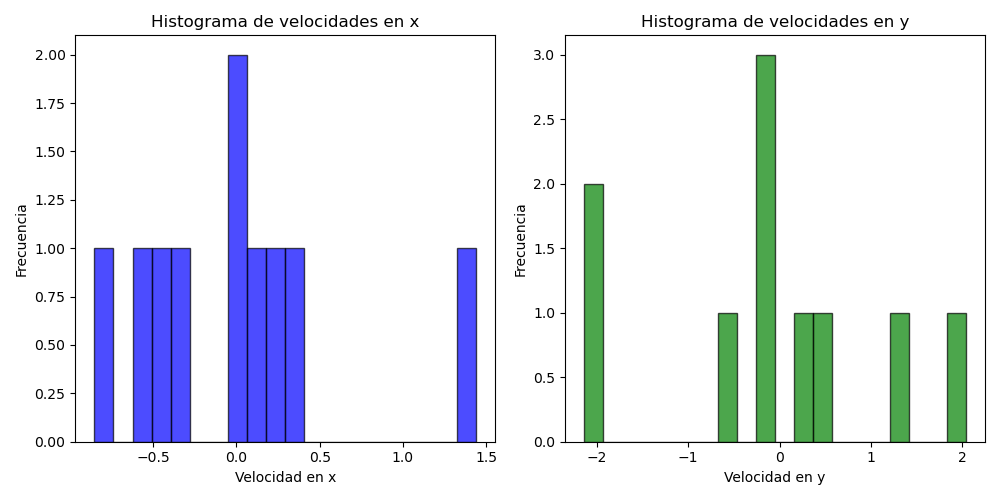 Histograma de velocidades en x
Frecuencia
2.00
1.75
1.50
1.25
1.00
0.75
0.50
0.25
0.00
−0.5 0.0 0.5 1.0 1.5
Velocidad en x
Histograma de velocidades en y
Frecuencia
3.0
2.5
2.0
1.5
1.0
0.5
0.0
−2 −1 0 1 2
Velocidad en y